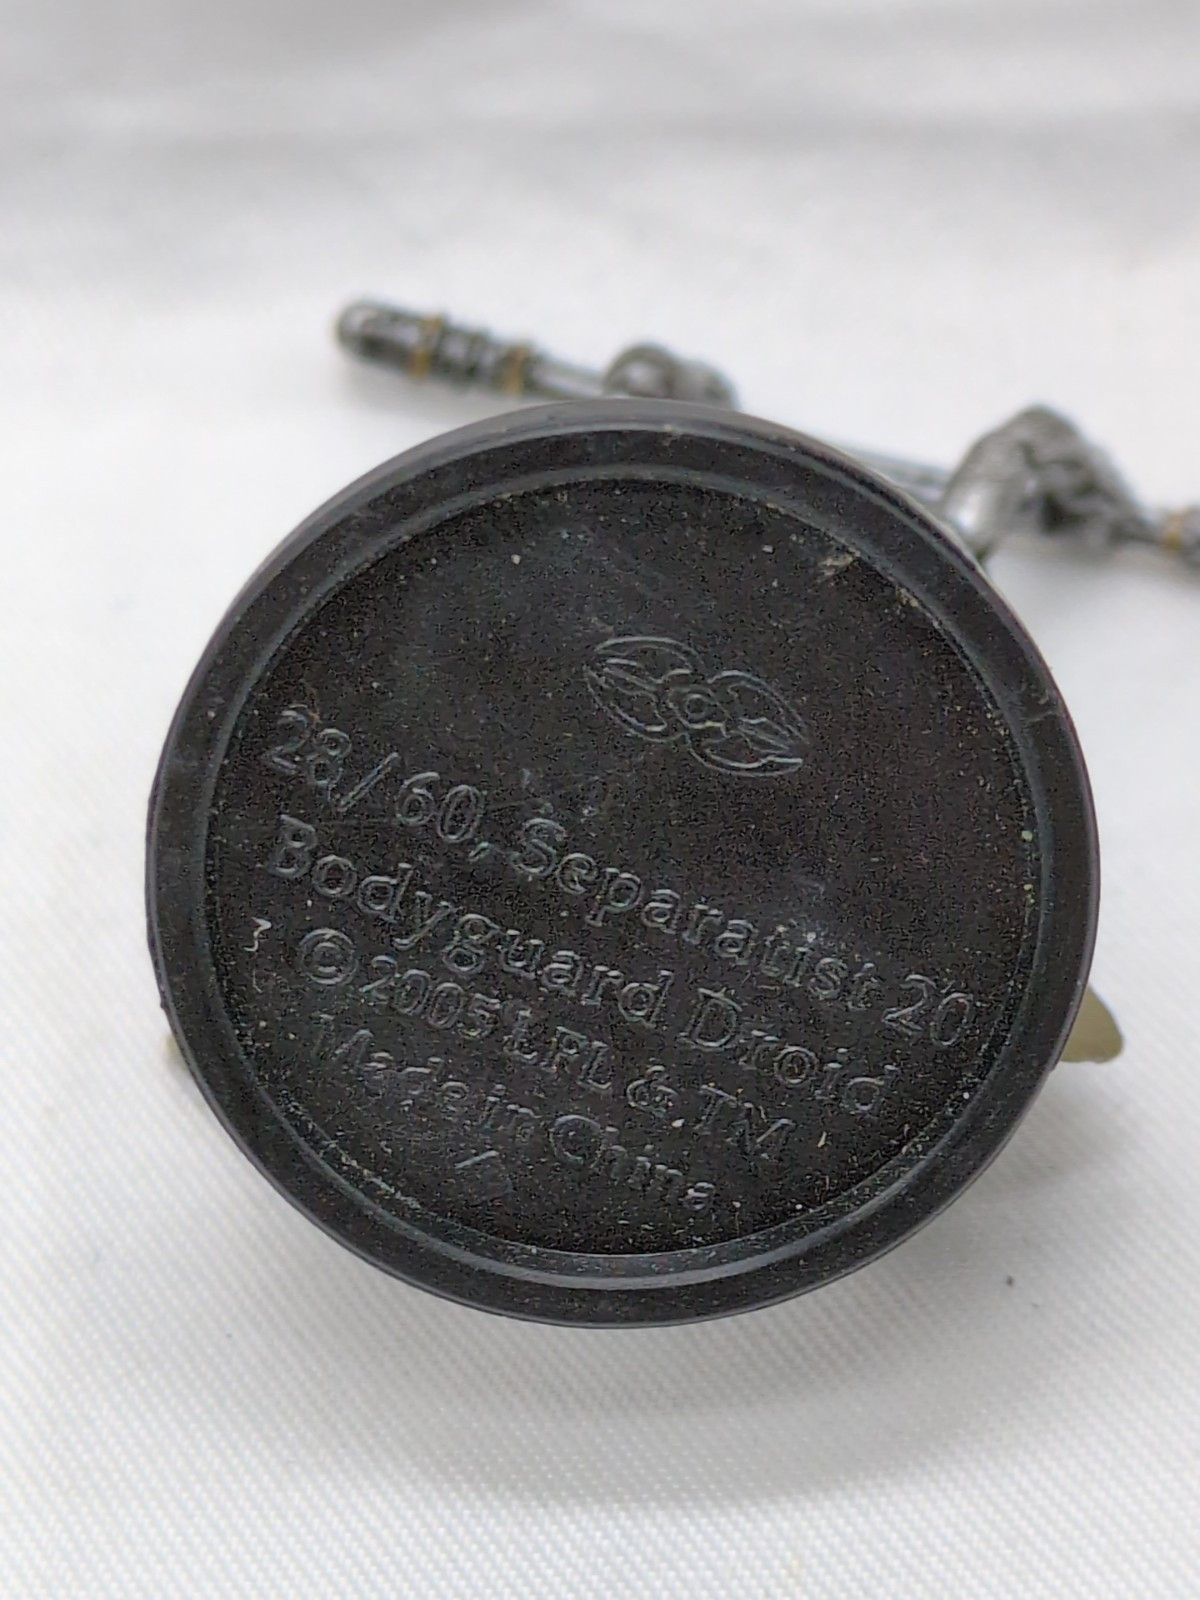 28/60, Separatist 20
Bodyguard Droid
© 2005 LFL & TM
Made in China